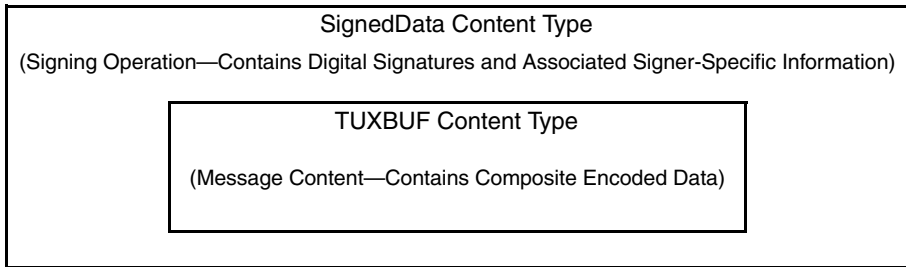 SignedData Content Type
(Signing Operation—Contains Digital Signatures and Associated Signer-Specific Information)
TUXBUF Content Type
(Message Content—Contains Composite Encoded Data)